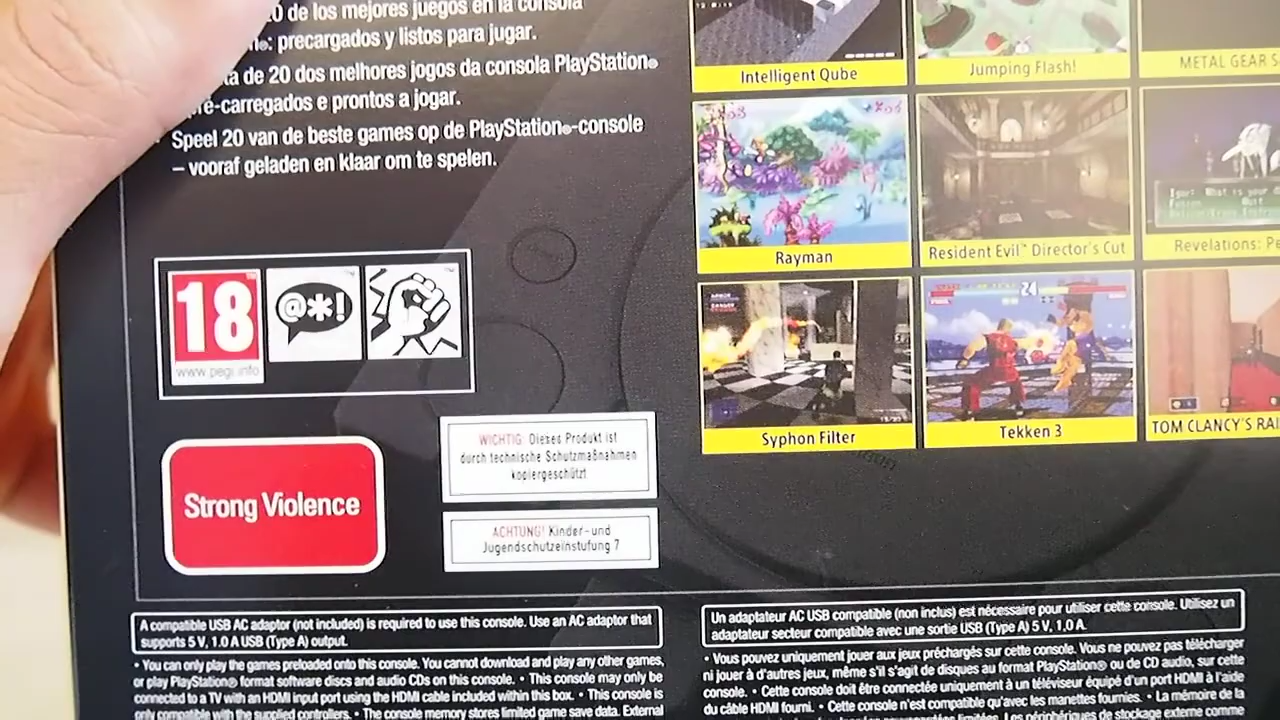 0 de los mejores juegos en la consola
n®: precargados y listos para jugar.
ta de 20 dos melhores jogos da consola PlayStation®
pré-carregados e prontos a jogar.
Speel 20 van de beste games op de PlayStation®-console
– vooraf geladen en klaar om te spelen.
18
www.pegi.info
@*!
Strong Violence
WICHTIG: Dieses Produkt ist
durch technische Schutzmaßnahmen
kopiergeschützt
ACHTUNG! Kinder-und
Jugendschutzeinstufung 7
Intelligent Qube
Jumping Flash!
METAL GEAR S
Rayman
Resident Evil™ Director's Cut
Revelations: Pe
Syphon Filter
24
Tekken 3
TOM CLANCY'S RAI
A compatible USB AC adaptor (not included) is required to use this console. Use an AC adaptor that
supports 5 V, 1.0 A USB (Type A) output.
• You can only play the games preloaded onto this console. You cannot download and play any other games,
or play PlayStation® format software discs and audio CDs on this console. • This console may only be
connected to a TV with an HDMI input port using the HDMI cable included within this box. • This console is
only compatible with the supplied controllers. • The console memory stores limited game save data. External
Un adaptateur AC USB compatible (non inclus) est nécessaire pour utiliser cette console. Utilisez un
adaptateur secteur compatible avec une sortie USB (Type A) 5 V, 1,0 A.
• Vous pouvez uniquement jouer aux jeux préchargés sur cette console. Vous ne pouvez pas télécharger
ni jouer à d'autres jeux, même s'il s'agit de disques au format PlayStation® ou de CD audio, sur cette
console. • Cette console doit être connectée uniquement à un téléviseur équipé d'un port HDMI à l'aide
du câble HDMI fourni. • Cette console n'est compatible qu'avec les manettes fournies. • La mémoire de la
Les périphériques de stockage externe comme